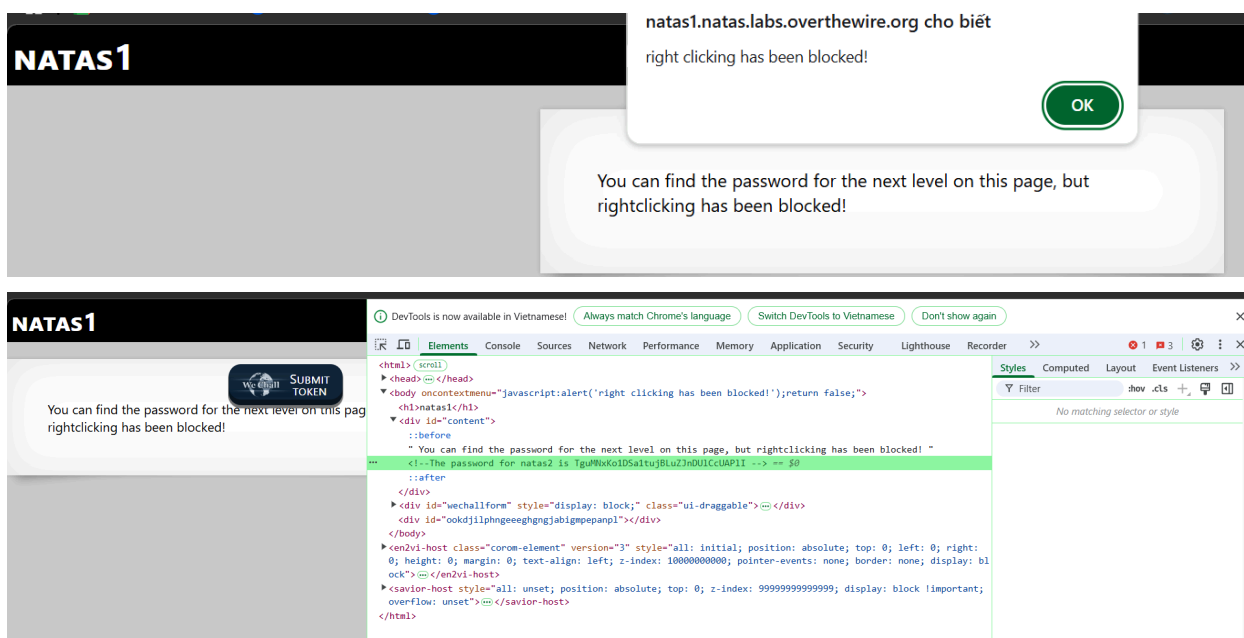 natas1.natas.labs.overthewire.org cho biết
right clicking has been blocked!
OK
NATAS1
You can find the password for the next level on this page, but
rightclicking has been blocked!
NATAS1
SUBMIT
TOKEN
We Chall
You can find the password for the next level on this pag
rightclicking has been blocked!
DevTools is now available in Vietnamese! Always match Chrome's language Switch DevTools to Vietnamese Don't show again
Elements Console Sources Network Performance Memory Application Security Lighthouse Recorder 1 3
<html> scroll
<head> </head>
<body oncontextmenu="javascript:alert('right clicking has been blocked!');return false;">
<h1>natas1</h1>
<div id="content">
::before
" You can find the password for the next level on this page, but rightclicking has been blocked! "
<!--The password for natas2 is TguMNxKo1DSa1tujBLuZJnDUlCcUAPlI --> == $0
::after
</div>
<div id="wechallform" style="display: block;" class="ui-draggable"> </div>
<div id="ookdjilphngeeeghgngjabigmpepanpl"></div>
</body>
<en2vi-host class="corom-element" version="3" style="all: initial; position: absolute; top: 0; left: 0; right:
0; height: 0; margin: 0; text-align: left; z-index: 10000000000; pointer-events: none; border: none; display: bl
ock"> </en2vi-host>
<savior-host style="all: unset; position: absolute; top: 0; z-index: 99999999999999; display: block !important;
overflow: unset"> </savior-host>
</html>
Styles Computed Layout Event Listeners
Filter :hov .cls
No matching selector or style